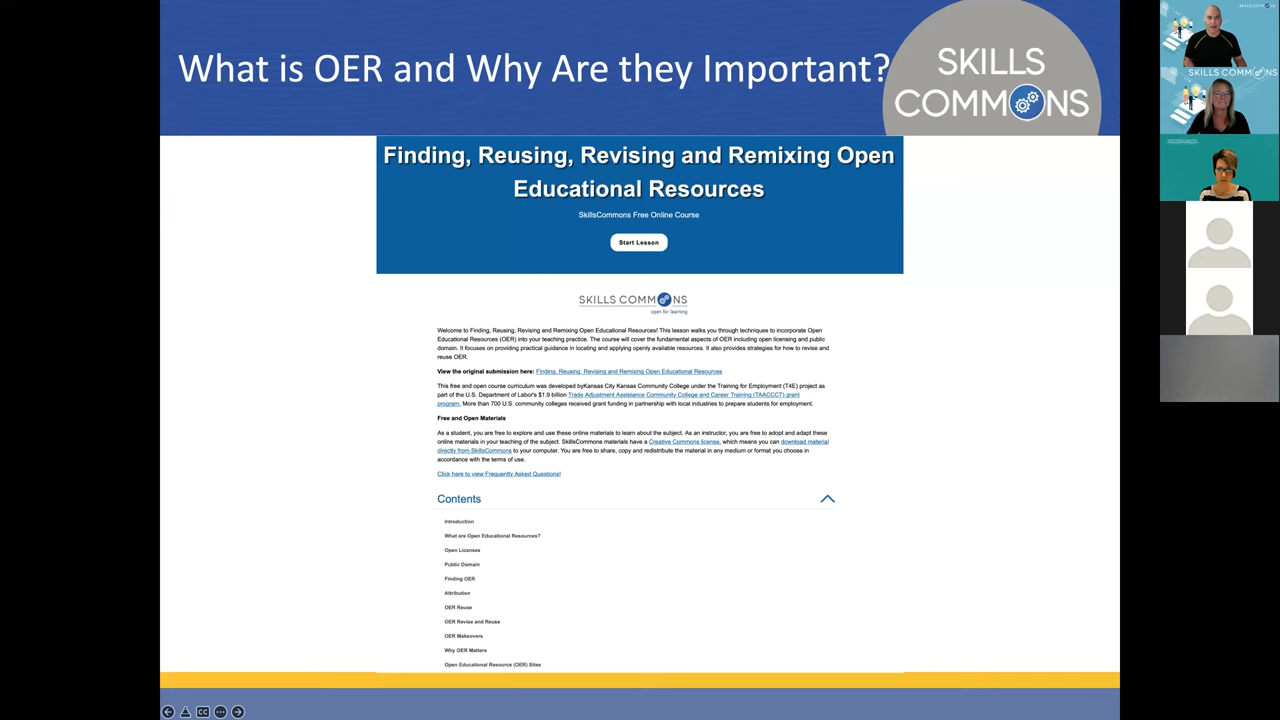 What is OER and Why Are they Important?
SKILLS
COMMONS
Finding, Reusing, Revising and Remixing Open
Educational Resources
SkillsCommons Free Online Course
Start Lesson
SKILLS COMMONS
open for learning
Welcome to Finding, Reusing, Revising and Remixing Open Educational Resources! This lesson walks you through techniques to incorporate Open
Educational Resources (OER) into your teaching practice. The course will cover the fundamental aspects of OER including open licensing and public
domain. It focuses on providing practical guidance in locating and applying openly available resources. It also provides strategies for how to revise and
reuse OER.
View the original submission here: Finding, Reusing, Revising and Remixing Open Educational Resources
This free and open course curriculum was developed byKansas City Kansas Community College under the Training for Employment (T4E) project as
part of the U.S. Department of Labor's $1.9 billion Trade Adjustment Assistance Community College and Career Training (TAACCCT) grant
program. More than 700 U.S. community colleges received grant funding in partnership with local industries to prepare students for employment.
Free and Open Materials
As a student, you are free to explore and use these online materials to learn about the subject. As an instructor, you are free to adopt and adapt these
online materials in your teaching of the subject. SkillsCommons materials have a Creative Commons license, which means you can download material
directly from SkillsCommons to your computer. You are free to share, copy and redistribute the material in any medium or format you choose in
accordance with the terms of use.
Click here to view Frequently Asked Questions!
Contents
Introduction
What are Open Educational Resources?
Open Licenses
Public Domain
Finding OER
Attribution
OER Reuse
OER Revise and Reuse
OER Makeovers
Why OER Matters
Open Educational Resource (OER) Sites
CC
SKILLS COMMONS
SKILLS COMMONS